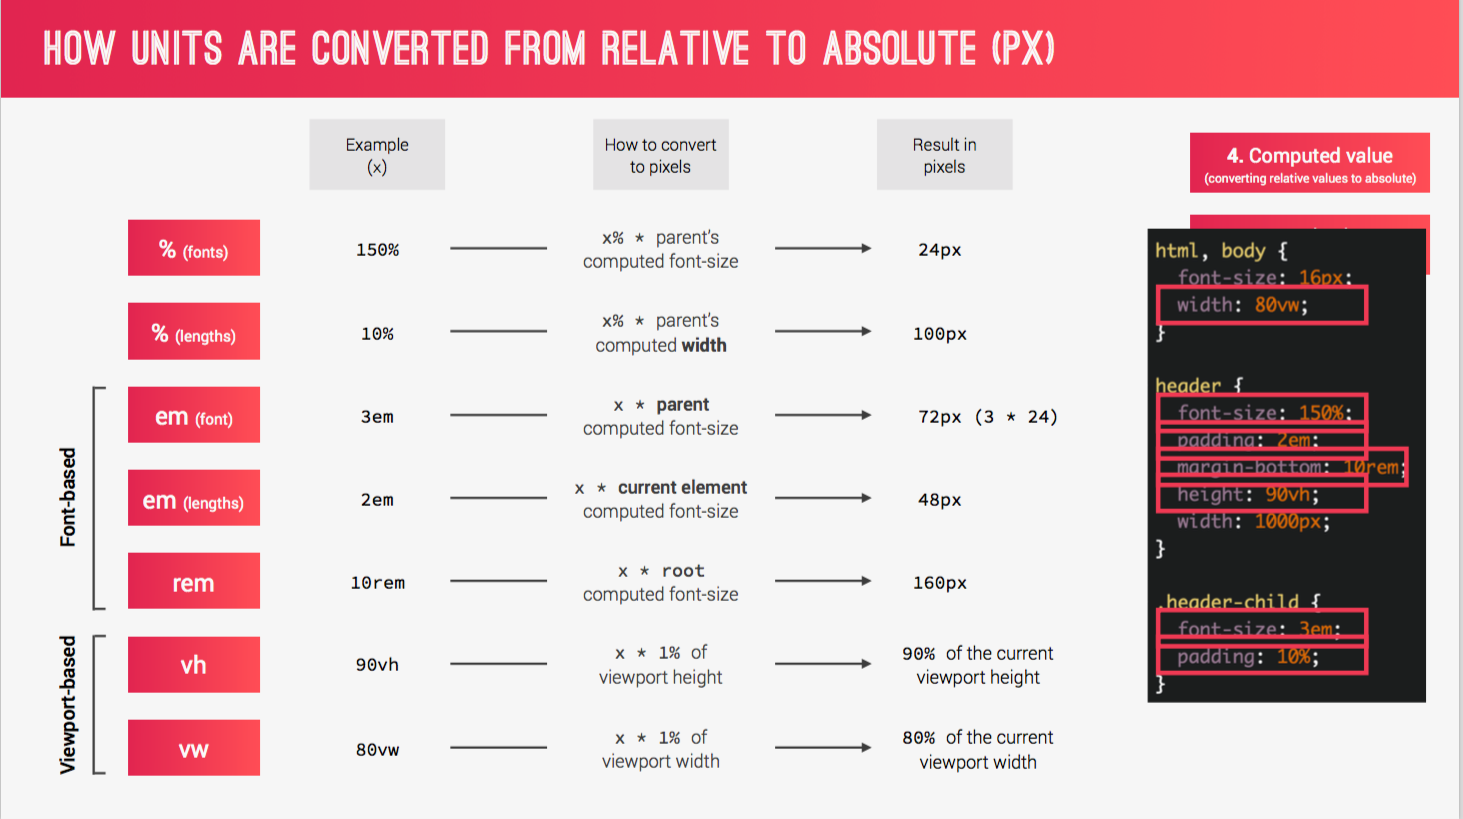 HOW UNITS ARE CONVERTED FROM RELATIVE TO ABSOLUTE (PX)
Example
(x)
How to convert
to pixels
Result in
pixels
4. Computed value
(converting relative values to absolute)
% (fonts)
150%
x% * parent's
computed font-size
24px
% (lengths)
10%
x% * parent's
computed width
100px
Font-based
em (font)
3em
x * parent
computed font-size
72px (3 * 24)
em (lengths)
2em
x * current element
computed font-size
48px
rem
10rem
x * root
computed font-size
160px
Viewport-based
vh
90vh
x * 1% of
viewport height
90% of the current
viewport height
vw
80vw
x * 1% of
viewport width
80% of the current
viewport width
html, body {
font-size: 16px;
width: 80vw;
}
header {
font-size: 150%;
padding: 2em;
margin-bottom: 10rem;
height: 90vh;
width: 1000px;
}
.header-child {
font-size: 3em;
padding: 10%;
}